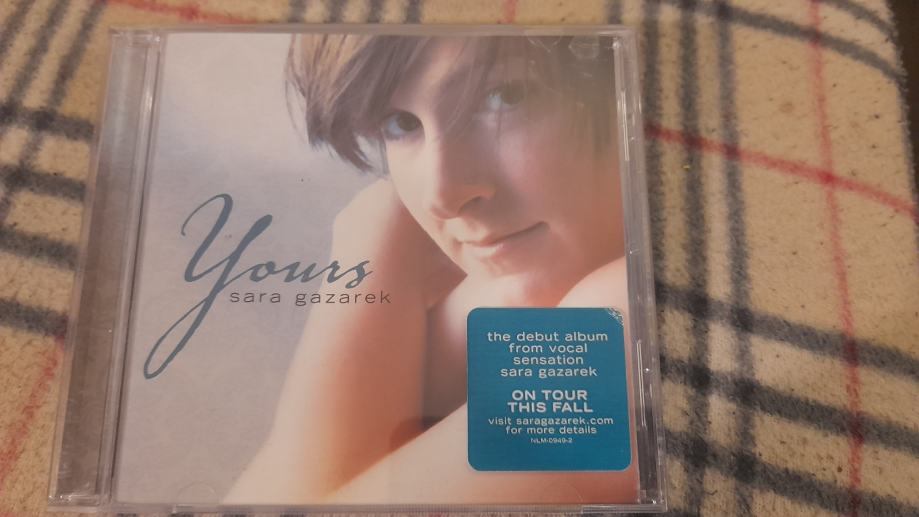 Yours
sara gazarek
the debut album
from vocal
sensation
sara gazarek
ON TOUR
THIS FALL
visit saragazarek.com
for more details
NLM-0949-2